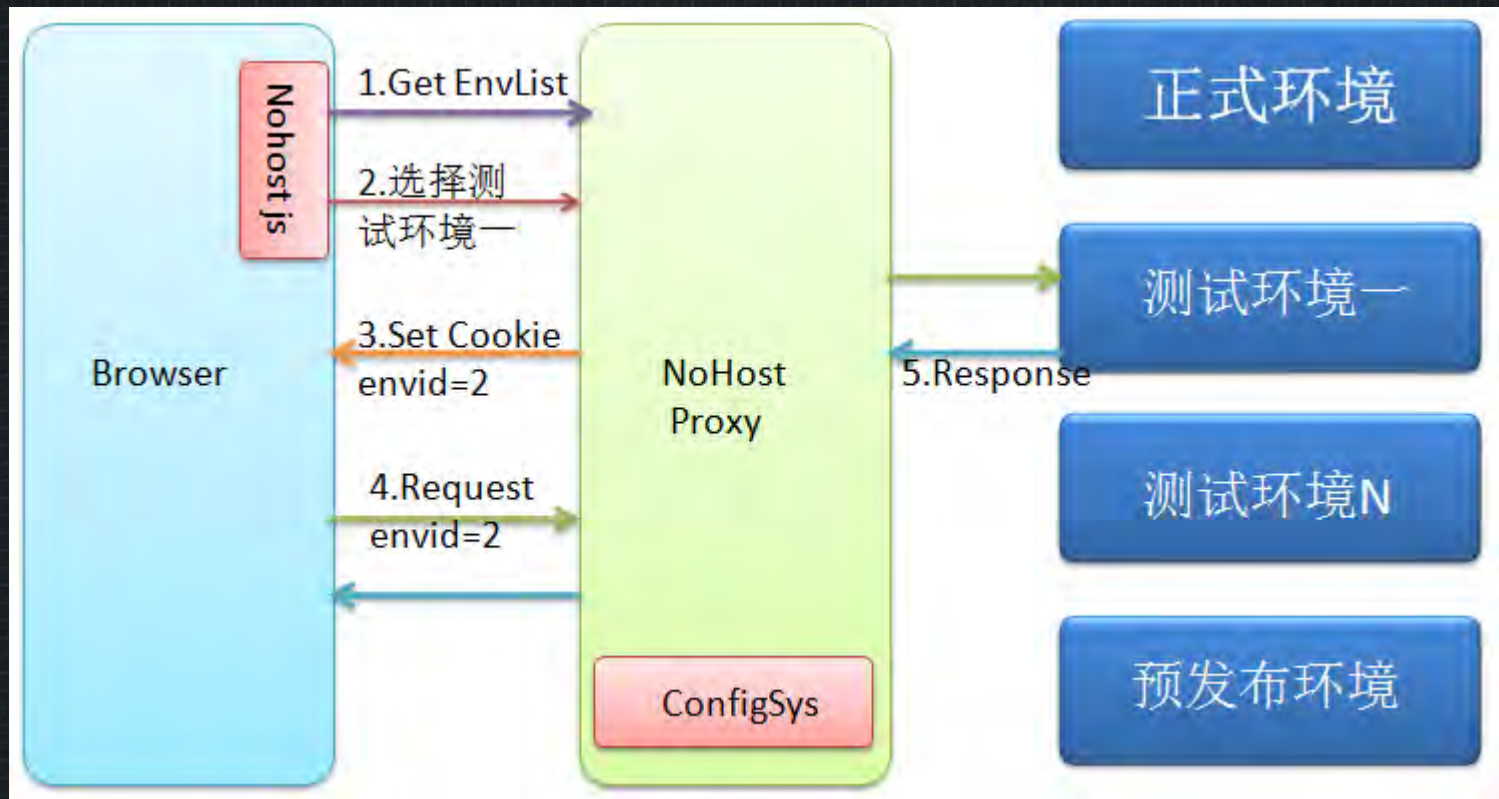 Nohost js
1.Get EnvList
2.选择测
试环境一
3.Set Cookie
envid=2
4.Request
envid=2
Browser
NoHost
Proxy
ConfigSys
5.Response
正式环境
测试环境一
测试环境N
预发布环境